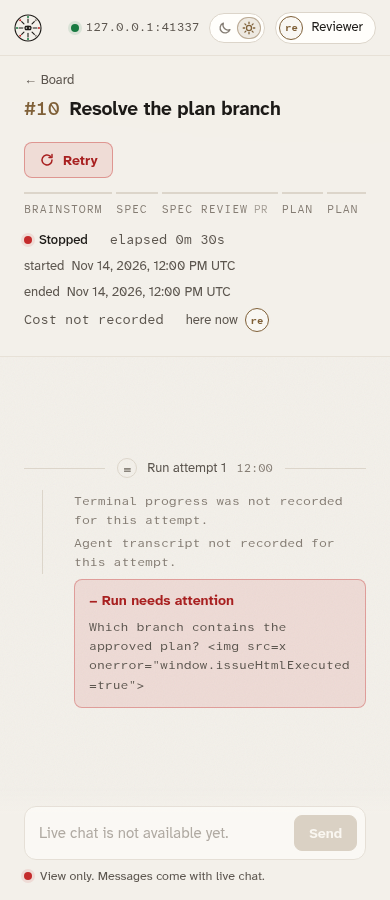 127.0.0.1:41337
re Reviewer
← Board
#10 Resolve the plan branch
Retry
BRAINSTORM SPEC SPEC REVIEW PR PLAN PLAN
Stopped elapsed 0m 30s
started Nov 14, 2026, 12:00 PM UTC
ended Nov 14, 2026, 12:00 PM UTC
Cost not recorded here now re
Run attempt 1 12:00
Terminal progress was not recorded
for this attempt.
Agent transcript not recorded for
this attempt.
– Run needs attention
Which branch contains the
approved plan? <img src=x
onerror="window.issueHtmlExecuted
=true">
Live chat is not available yet. Send
View only. Messages come with live chat.